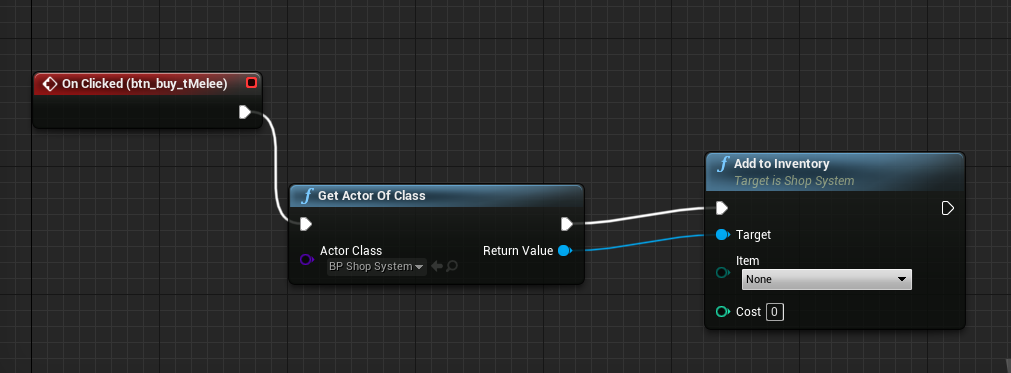 On Clicked (btn_buy_tMelee)
f Get Actor Of Class
Actor Class
BP Shop System
Return Value
f Add to Inventory
Target is Shop System
Target
Item
None
Cost 0